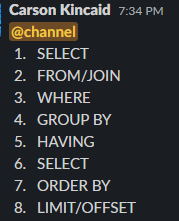 Carson Kincaid 7:34 PM
@channel
1. SELECT
2. FROM/JOIN
3. WHERE
4. GROUP BY
5. HAVING
6. SELECT
7. ORDER BY
8. LIMIT/OFFSET